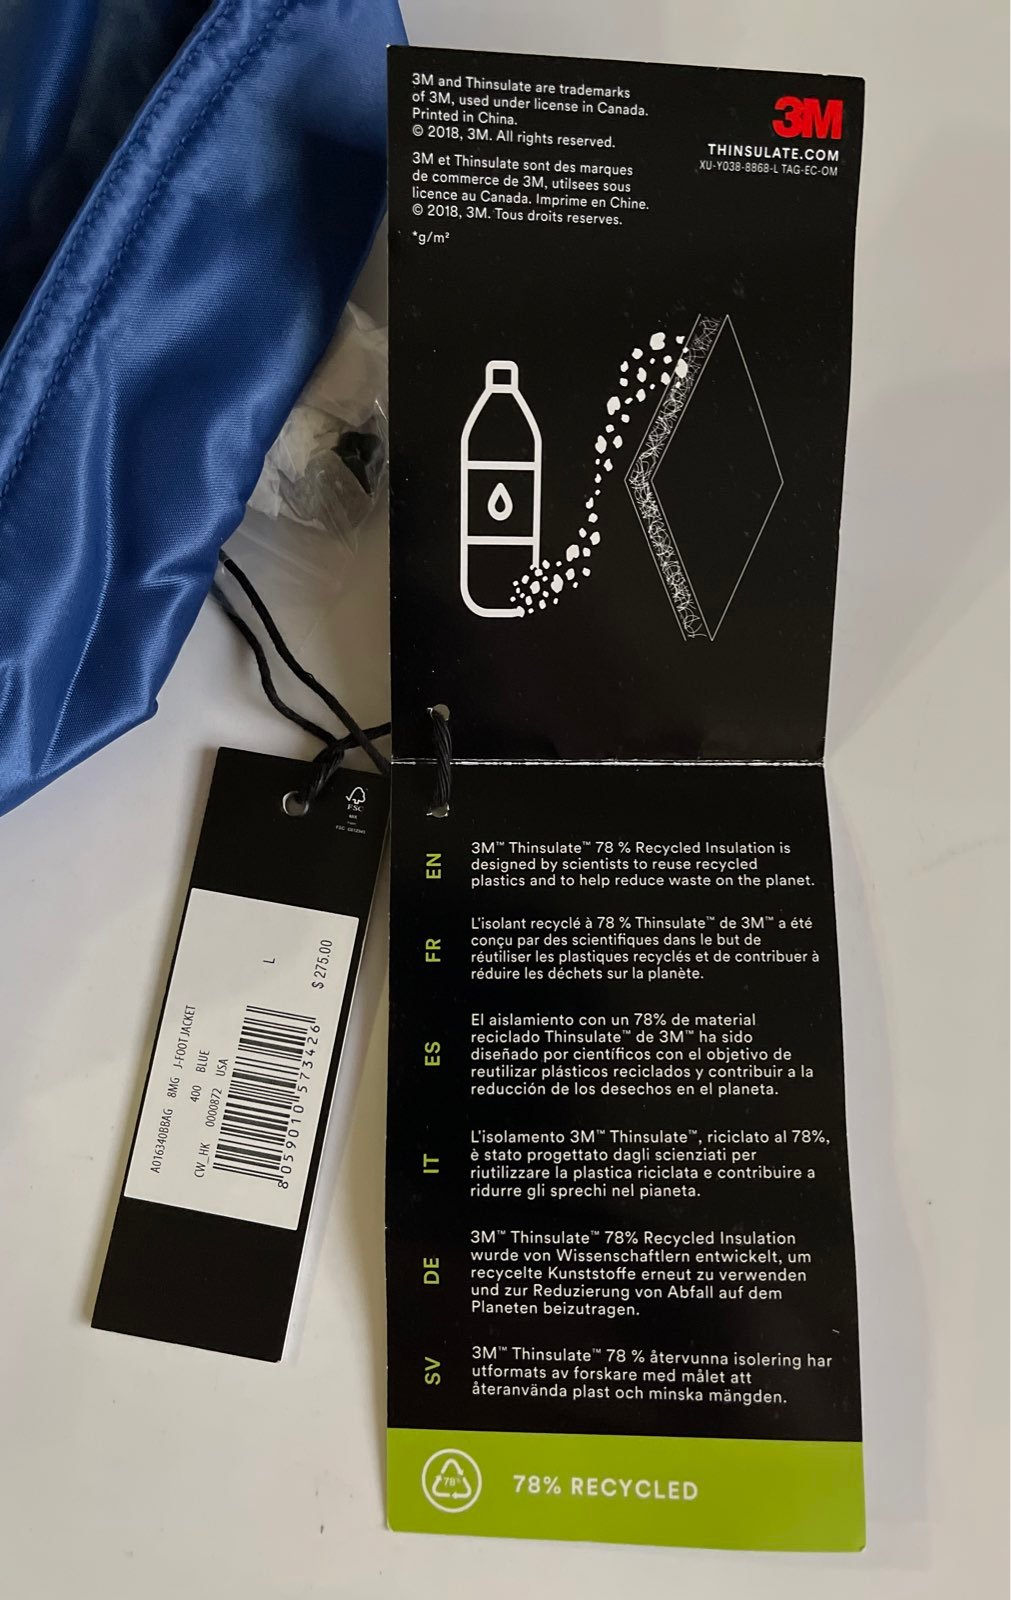 3M and Thinsulate are trademarks
of 3M, used under license in Canada.
Printed in China.
© 2018, 3M. All rights reserved.
3M et Thinsulate sont des marques
de commerce de 3M, utilsees sous
licence au Canada. Imprime en Chine.
© 2018, 3M. Tous droits reserves.
*g/m²
3M
THINSULATE.COM
XU-Y038-8868-L TAG-EC-OM
EN
3M™ Thinsulate™ 78 % Recycled Insulation is
designed by scientists to reuse recycled
plastics and to help reduce waste on the planet.
FR
L'isolant recyclé à 78 % Thinsulate™ de 3M™ a été
conçu par des scientifiques dans le but de
réutiliser les plastiques recyclés et de contribuer à
réduire les déchets sur la planète.
ES
El aislamiento con un 78% de material
reciclado Thinsulate™ de 3M™ ha sido
diseñado por científicos con el objetivo de
reutilizar plásticos reciclados y contribuir a la
reducción de los desechos en el planeta.
IT
L'isolamento 3M™ Thinsulate™, riciclato al 78%,
è stato progettato dagli scienziati per
riutilizzare la plastica riciclata e contribuire a
ridurre gli sprechi nel pianeta.
DE
3M™ Thinsulate™ 78% Recycled Insulation
wurde von Wissenschaftlern entwickelt, um
recycelte Kunststoffe erneut zu verwenden
und zur Reduzierung von Abfall auf dem
Planeten beizutragen.
SV
3M™ Thinsulate™ 78 % återvunna isolering har
utformats av forskare med målet att
återanvända plast och minska mängden.
78%
78% RECYCLED
FSC
MIX
A016340BBAG 8MG J-FOOT JACKET
400 BLUE
CW_HK 0000872 USA
L
8 059010 573426
$ 275.00